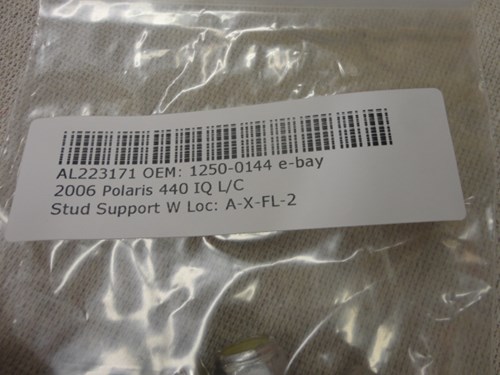 AL223171 OEM: 1250-0144 e-bay
2006 Polaris 440 IQ L/C
Stud Support W Loc: A-X-FL-2